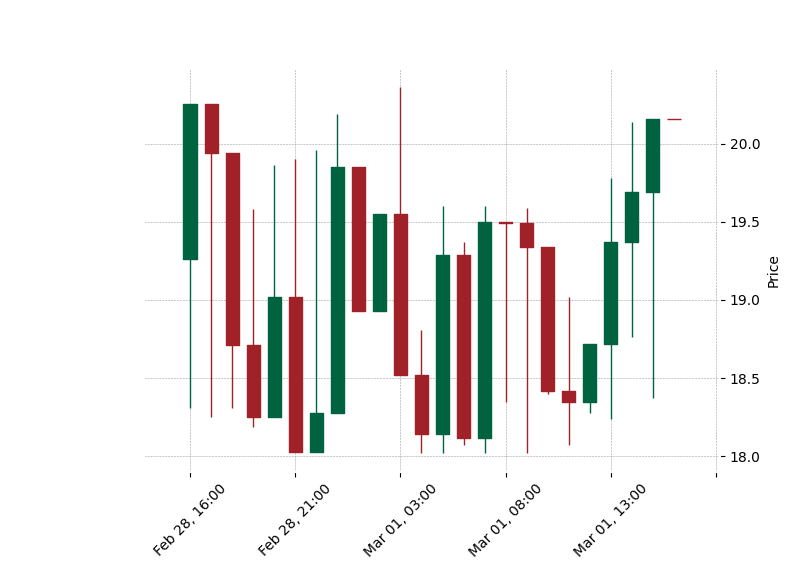 20.0
19.5
19.0
18.5
18.0
Price
Feb 28, 16:00
Feb 28, 21:00
Mar 01, 03:00
Mar 01, 08:00
Mar 01, 13:00